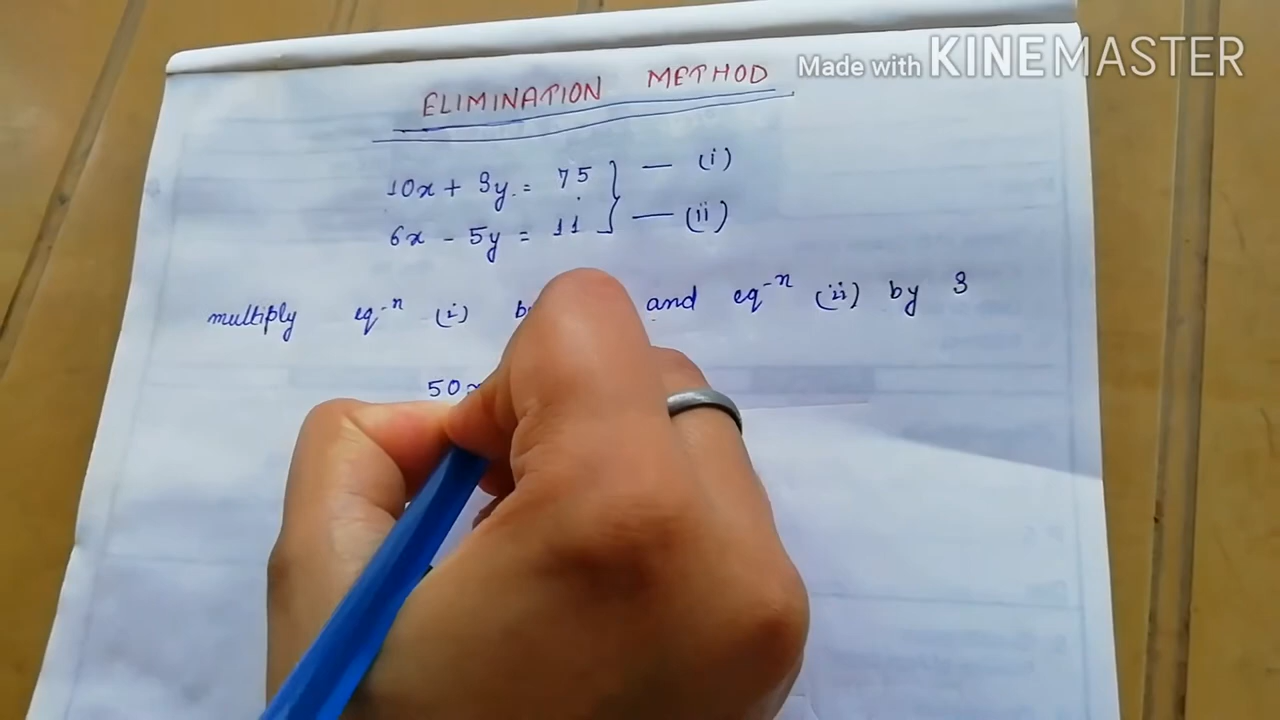 Made with KINEMASTER
ELIMINATION METHOD
10x + 3y = 75 } — (i)
6x - 5y = 11 } — (ii)
multiply eq-n (i) and eq-n (ii) by 3
50x